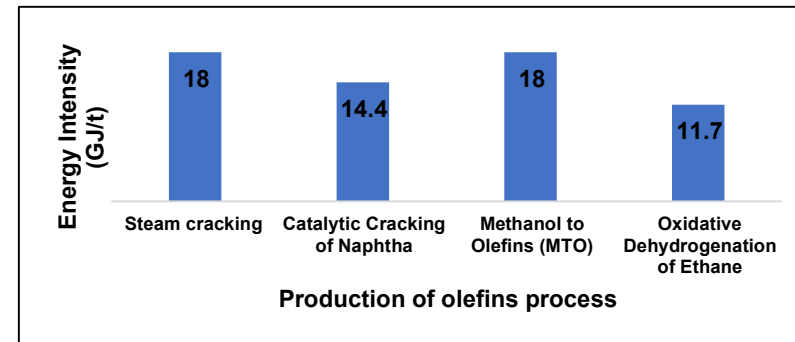 Energy Intensity
(GJ/t)
18
14.4
18
11.7
Steam cracking
Catalytic Cracking
of Naphtha
Methanol to
Olefins (MTO)
Oxidative
Dehydrogenation
of Ethane
Production of olefins process